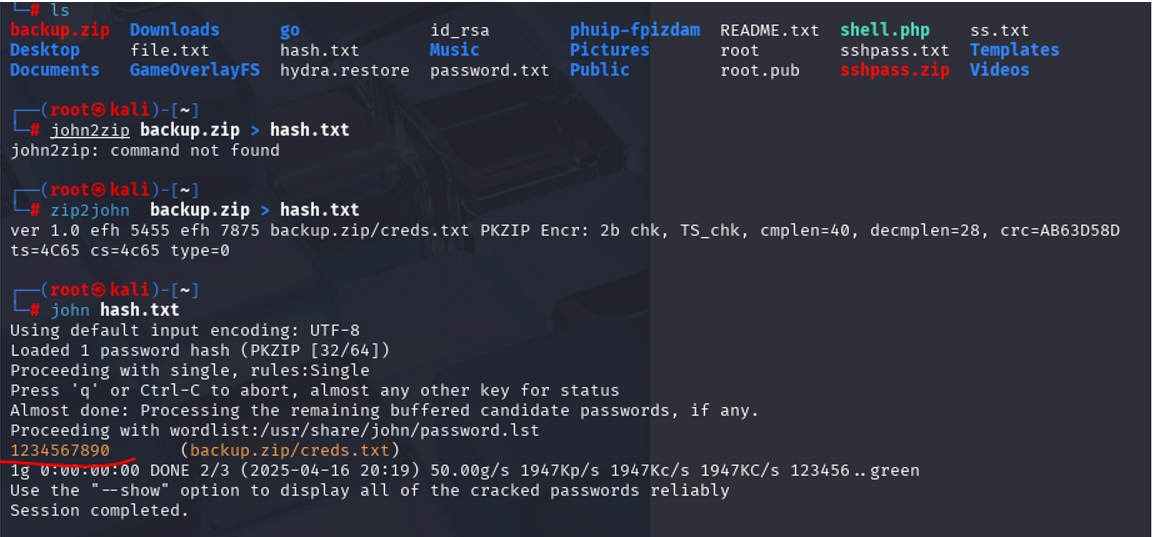 └─# ls
backup.zip Downloads go id_rsa phuip-fpizdam README.txt shell.php ss.txt
Desktop file.txt hash.txt Music Pictures root sshpass.txt Templates
Documents GameOverlayFS hydra.restore password.txt Public root.pub sshpass.zip Videos
┌──(root㉿kali)-[~]
└─# john2zip backup.zip > hash.txt
john2zip: command not found
┌──(root㉿kali)-[~]
└─# zip2john  backup.zip > hash.txt
ver 1.0 efh 5455 efh 7875 backup.zip/creds.txt PKZIP Encr: 2b chk, TS_chk, cmplen=40, decmplen=28, crc=AB63D58D
ts=4C65 cs=4c65 type=0
┌──(root㉿kali)-[~]
└─# john hash.txt
Using default input encoding: UTF-8
Loaded 1 password hash (PKZIP [32/64])
Proceeding with single, rules:Single
Press 'q' or Ctrl-C to abort, almost any other key for status
Almost done: Processing the remaining buffered candidate passwords, if any.
Proceeding with wordlist:/usr/share/john/password.lst
1234567890       (backup.zip/creds.txt)
1g 0:00:00:00 DONE 2/3 (2025-04-16 20:19) 50.00g/s 1947Kp/s 1947Kc/s 1947KC/s 123456..green
Use the "--show" option to display all of the cracked passwords reliably
Session completed.